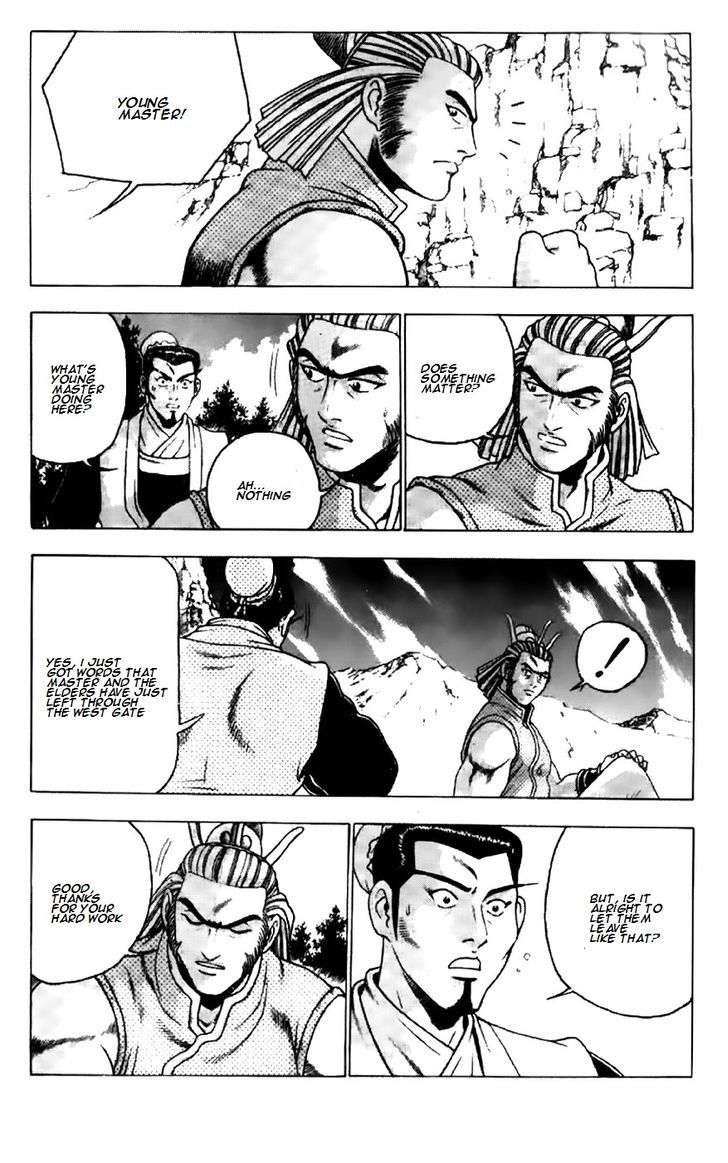 YOUNG
MASTER!
WHAT'S
YOUNG
MASTER
DOING
HERE?
AH...
NOTHING
DOES
SOMETHING
MATTER?
YES, I JUST
GOT WORDS THAT
MASTER AND THE
ELDERS HAVE JUST
LEFT THROUGH
THE WEST GATE
!
GOOD,
THANKS
FOR YOUR
HARD WORK
BUT, IS IT
ALRIGHT TO
LET THEM
LEAVE
LIKE THAT?